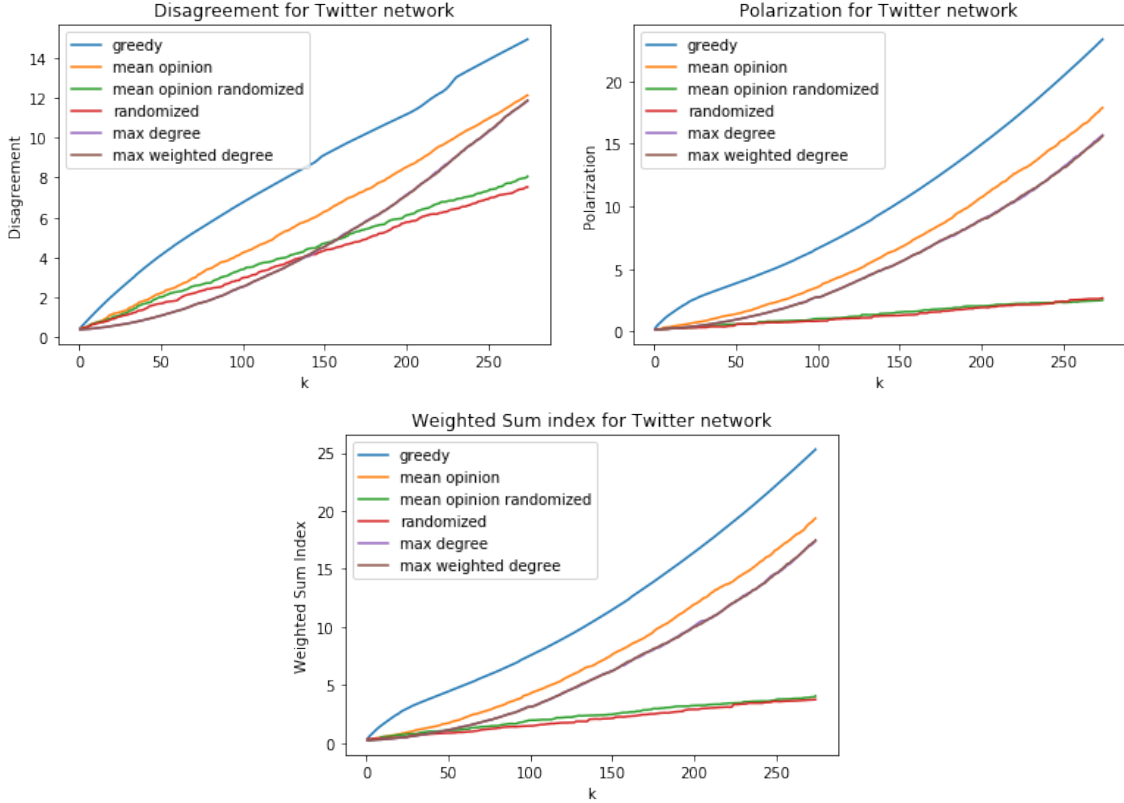 Disagreement for Twitter network
greedy
mean opinion
mean opinion randomized
randomized
max degree
max weighted degree
Disagreement
14
12
10
8
6
4
2
0
0 50 100 150 200 250
k
Polarization for Twitter network
greedy
mean opinion
mean opinion randomized
randomized
max degree
max weighted degree
Polarization
20
15
10
5
0
0 50 100 150 200 250
k
Weighted Sum index for Twitter network
greedy
mean opinion
mean opinion randomized
randomized
max degree
max weighted degree
Weighted Sum Index
25
20
15
10
5
0
0 50 100 150 200 250
k